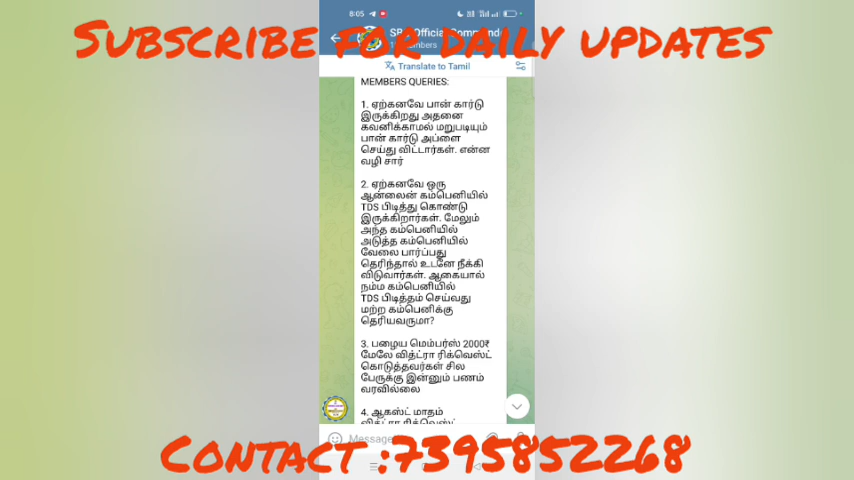 SUBSCRIBE FOR DAILY UPDATES
8:05
Official
Translate to Tamil
MEMBERS QUERIES:
1. ஏற்கனவே பான் கார்டு
இருக்கிறது அதனை
கவனிக்காமல் மறுபடியும்
பான் கார்டு அப்ளை
செய்து விட்டார்கள். என்ன
வழி சார்
2. ஏற்கனவே ஒரு
ஆன்லைன் கம்பெனியில்
TDS பிடித்து கொண்டு
இருக்கிறார்கள். மேலும்
அந்த கம்பெனியில்
அடுத்த கம்பெனியில்
வேலை பார்ப்பது
தெரிந்தால் உடனே நீக்கி
விடுவார்கள். ஆகையால்
நம்ம கம்பெனியில்
TDS பிடித்தம் செய்வது
மற்ற கம்பெனிக்கு
தெரியவருமா?
3. பழைய மெம்பர்ஸ் 2000₹
மேலே வித்ட்ரா ரிக்வெஸ்ட்
கொடுத்தவர்கள் சில
பேருக்கு இன்னும் பணம்
வரவில்லை
4. ஆகஸ்ட் மாதம்
வித்ட்ரா ரிக்வெஸ்ட்
Message
CONTACT :7395852268